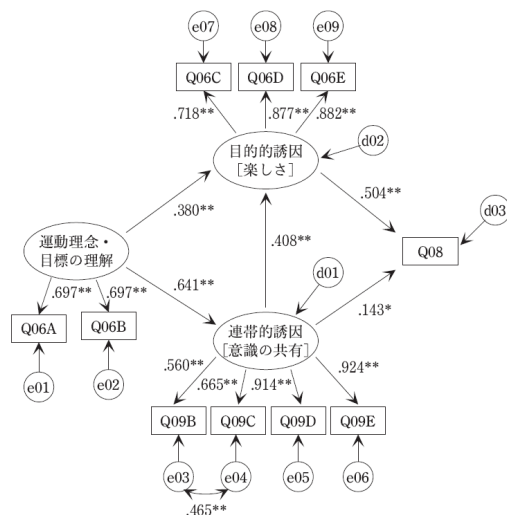 e07 e08 e09
Q06C Q06D Q06E
.718** .877** .882**
d02
目的的誘因
[楽しさ]
.504**
d03
.380**
Q08
運動理念・
目標の理解
.408**
.641**
d01
.143*
.697** .697**
Q06A Q06B
連帯的誘因
[意識の共有]
e01 e02
.560** .665** .914** .924**
Q09B Q09C Q09D Q09E
e03 e04 e05 e06
.465**